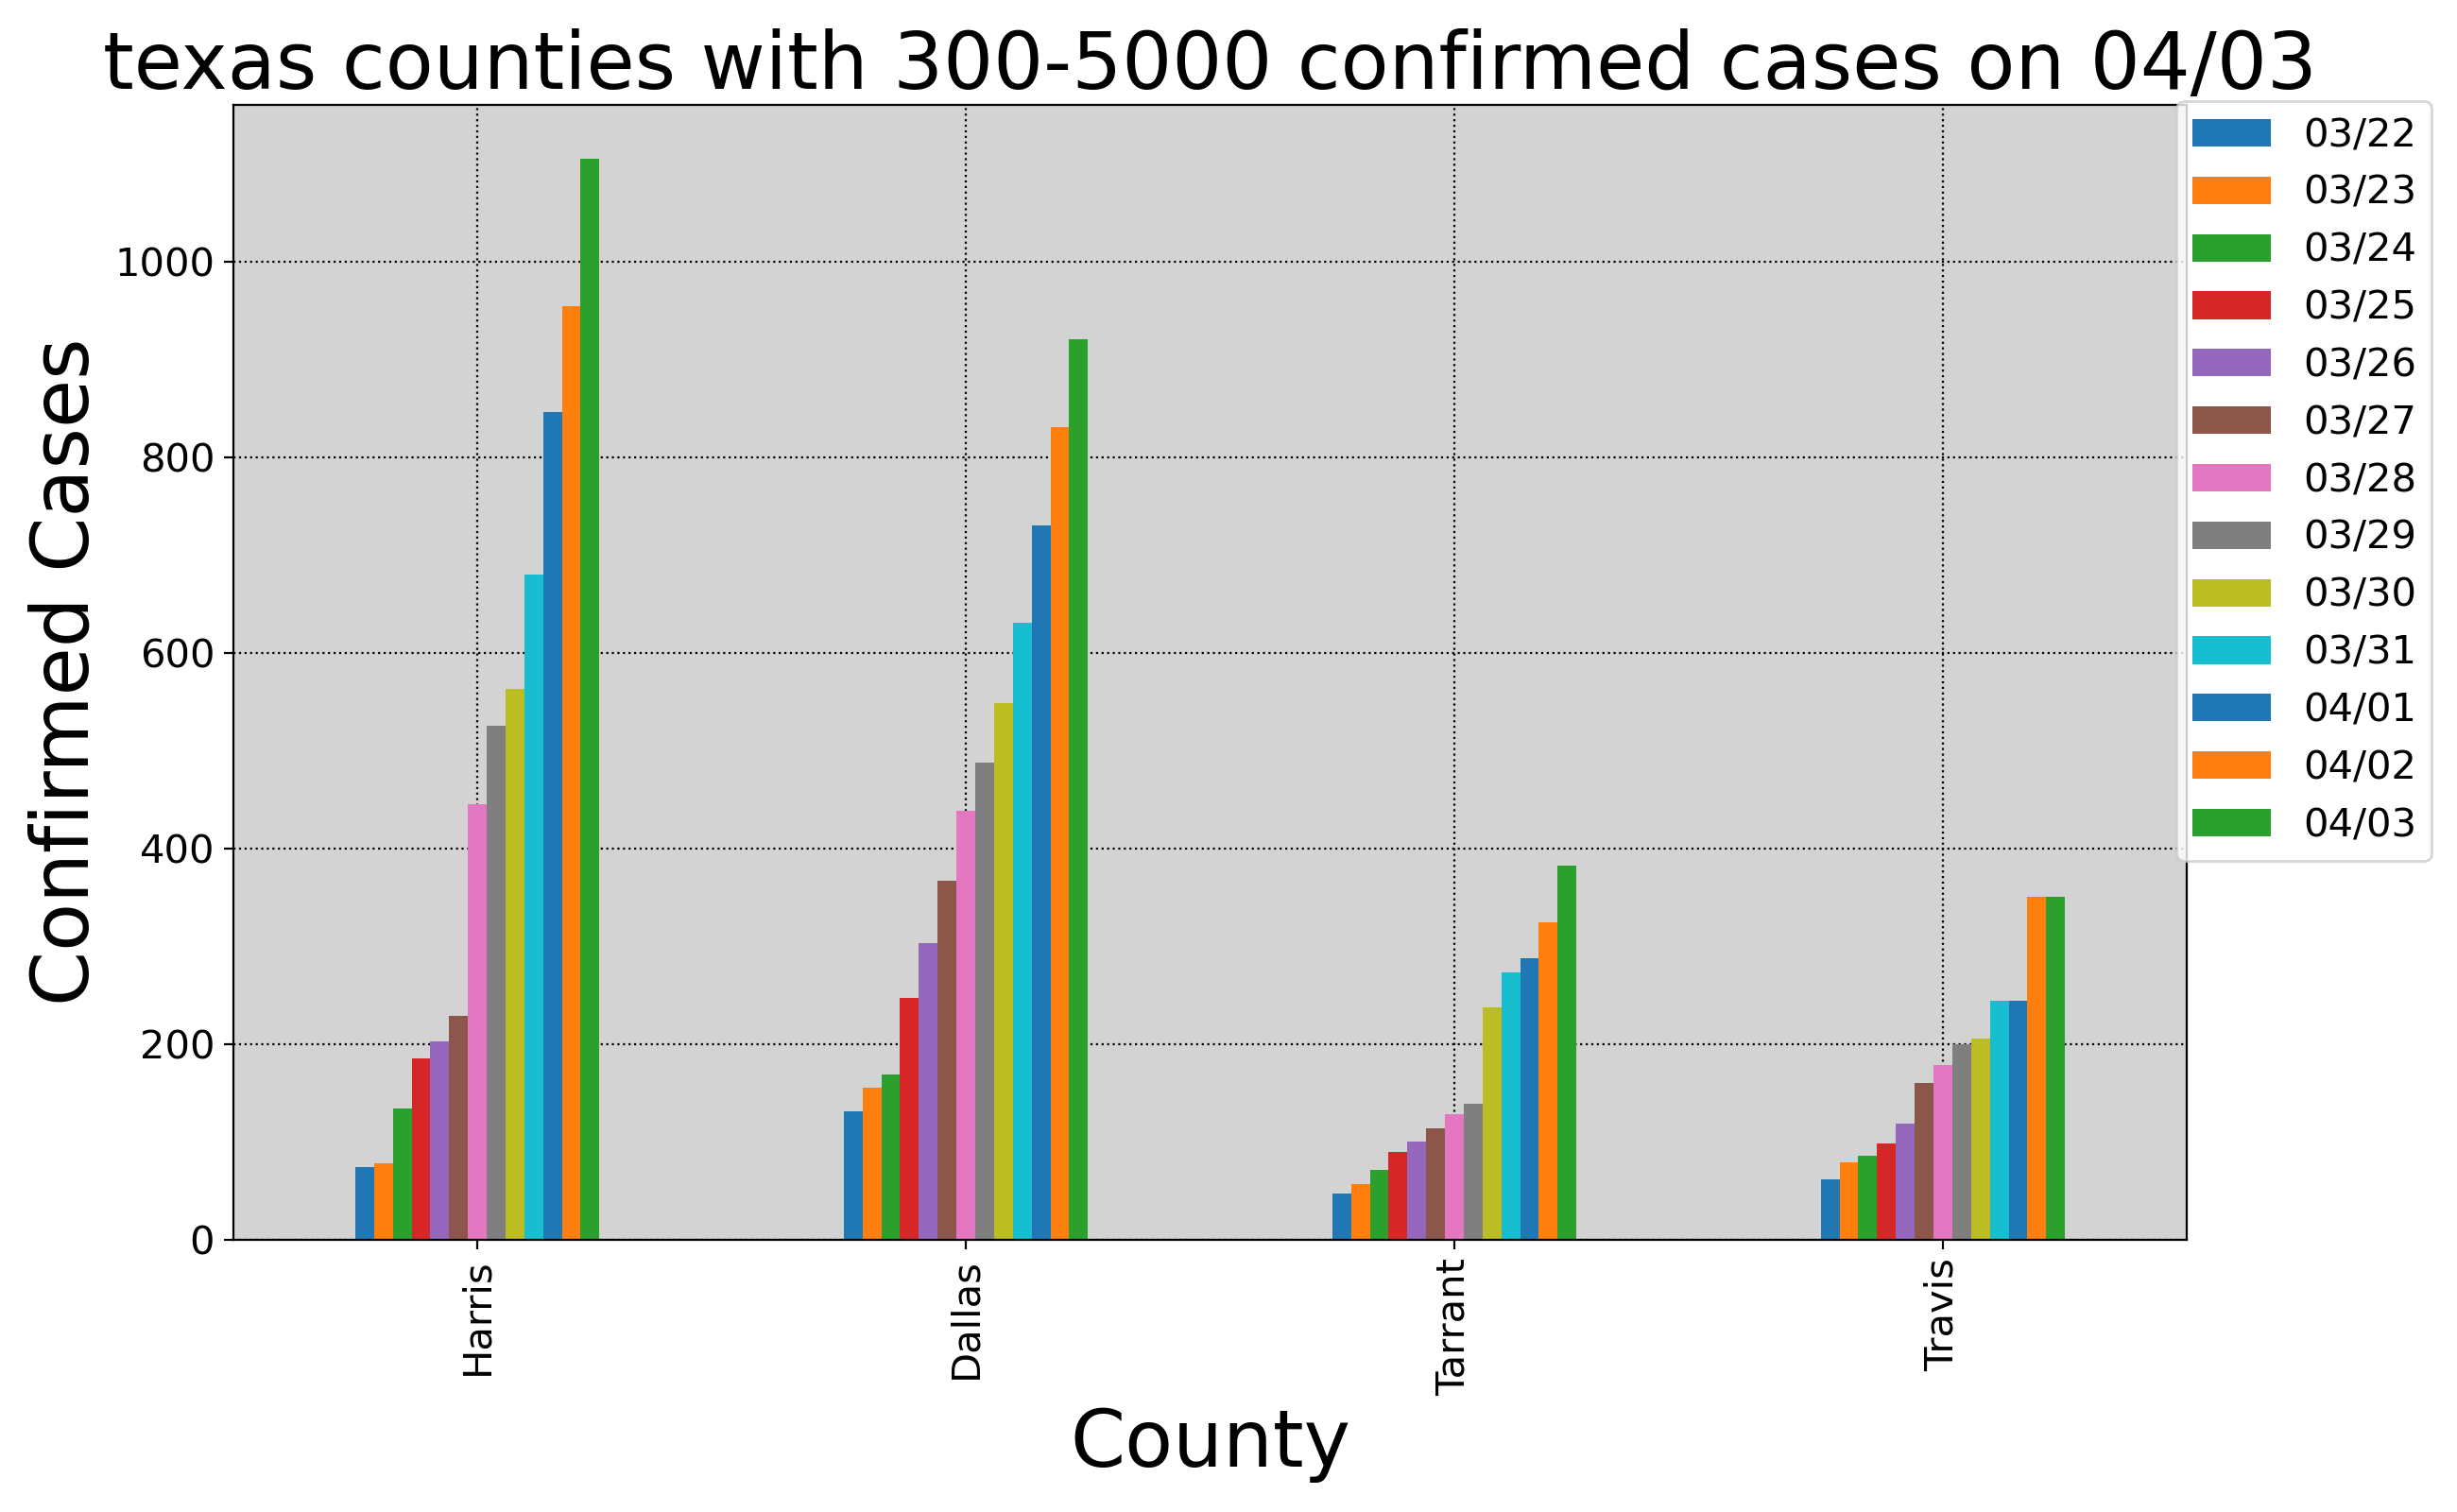 texas counties with 300-5000 confirmed cases on 04/03
Confirmed Cases
1000
800
600
400
200
0
Harris
Dallas
Tarrant
Travis
County
03/22
03/23
03/24
03/25
03/26
03/27
03/28
03/29
03/30
03/31
04/01
04/02
04/03